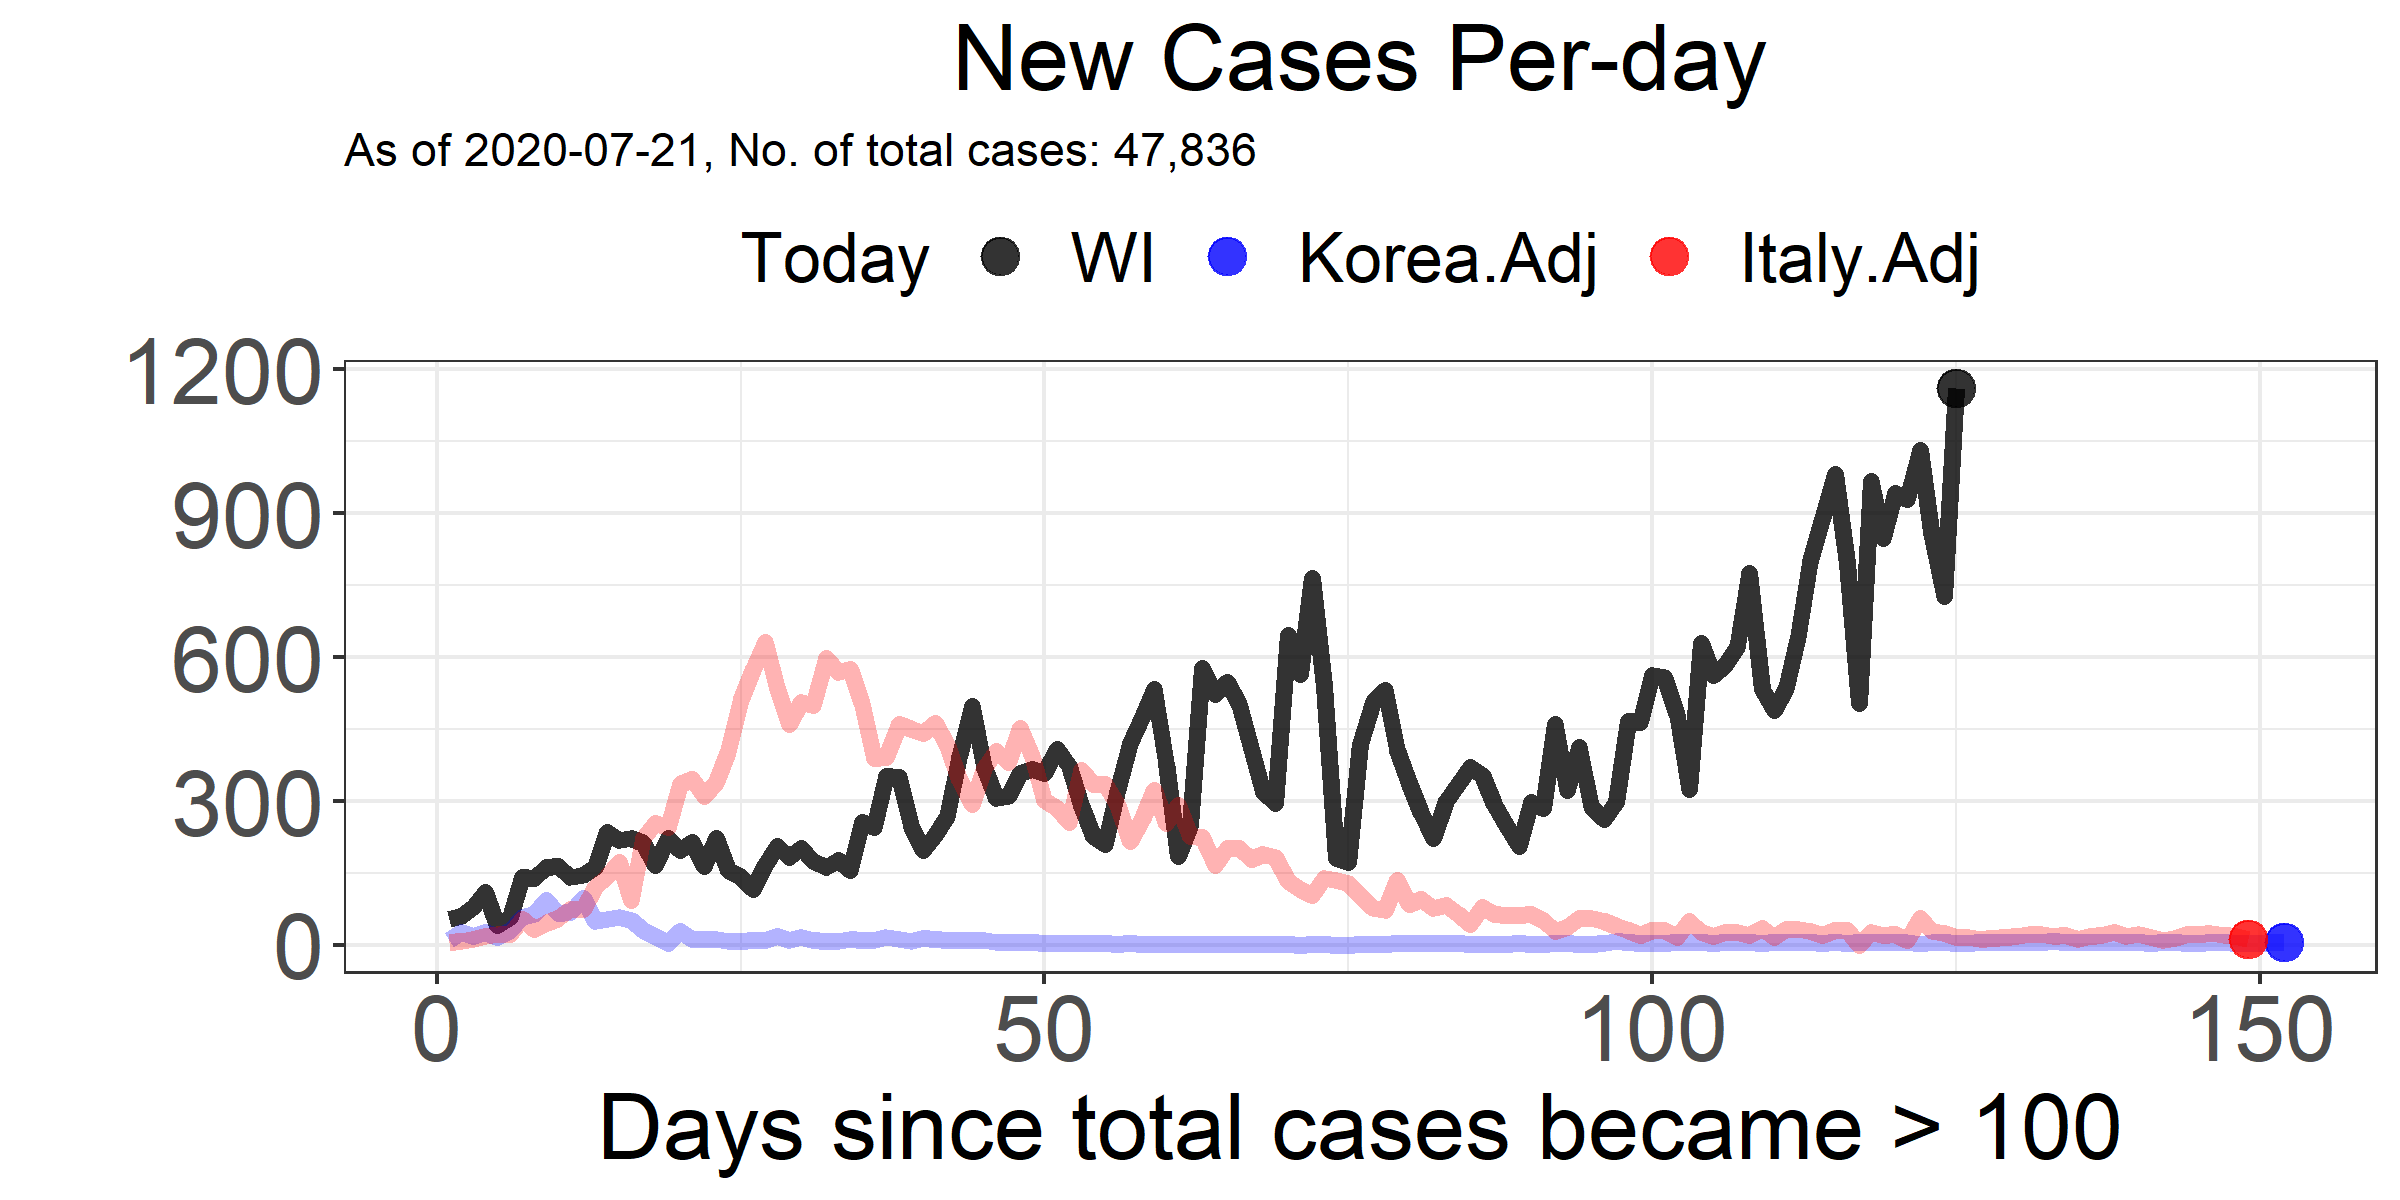 New Cases Per-day
As of 2020-07-21, No. of total cases: 47,836
Today WI Korea.Adj Italy.Adj
1200
900
600
300
0
0 50 100 150
Days since total cases became > 100